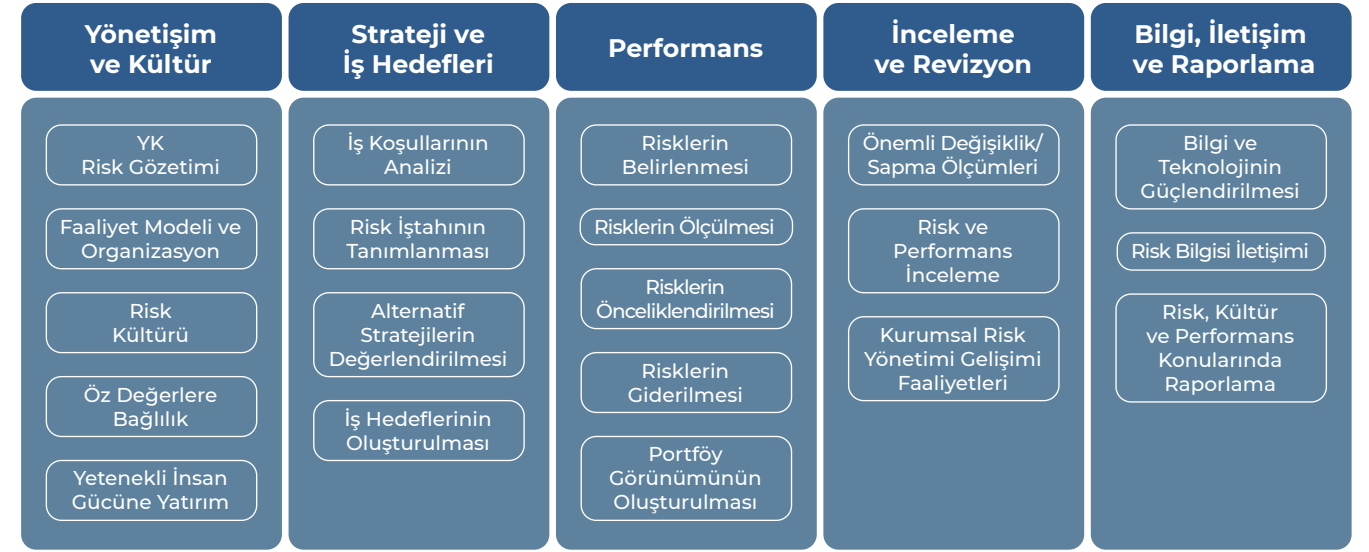 Yönetişim
ve Kültür
YK
Risk Gözetimi
Faaliyet Modeli ve
Organizasyon
Risk
Kültürü
Öz Değerlere
Bağlılık
Yetenekli İnsan
Gücüne Yatırım
Strateji ve
İş Hedefleri
İş Koşullarının
Analizi
Risk İştahının
Tanımlanması
Alternatif
Stratejilerin
Değerlendirilmesi
İş Hedeflerinin
Oluşturulması
Performans
Risklerin
Belirlenmesi
Risklerin Ölçülmesi
Risklerin
Önceliklendirilmesi
Risklerin
Giderilmesi
Portföy
Görünümünün
Oluşturulması
İnceleme
ve Revizyon
Önemli Değişiklik/
Sapma Ölçümleri
Risk ve
Performans
İnceleme
Kurumsal Risk
Yönetimi Gelişimi
Faaliyetleri
Bilgi, İletişim
ve Raporlama
Bilgi ve
Teknolojinin
Güçlendirilmesi
Risk Bilgisi İletişimi
Risk, Kültür
ve Performans
Konularında
Raporlama